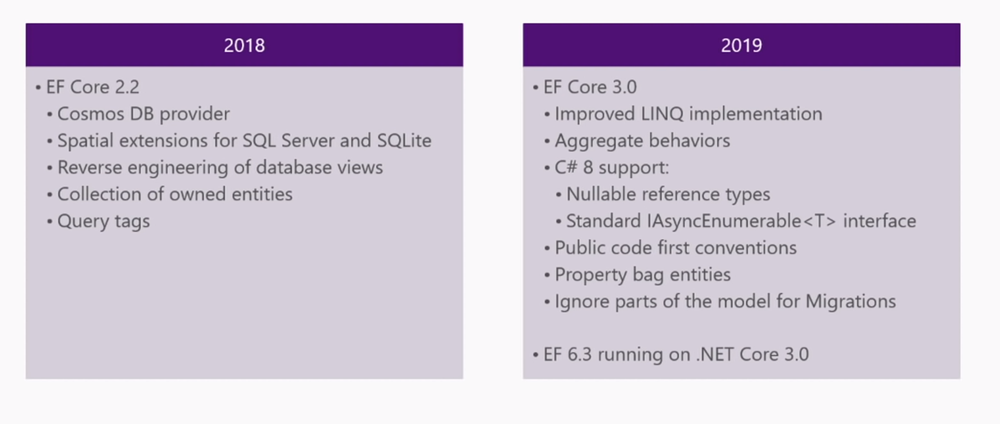 2018
• EF Core 2.2
• Cosmos DB provider
• Spatial extensions for SQL Server and SQLite
• Reverse engineering of database views
• Collection of owned entities
• Query tags
2019
• EF Core 3.0
• Improved LINQ implementation
• Aggregate behaviors
• C# 8 support:
• Nullable reference types
• Standard IAsyncEnumerable<T> interface
• Public code first conventions
• Property bag entities
• Ignore parts of the model for Migrations
• EF 6.3 running on .NET Core 3.0